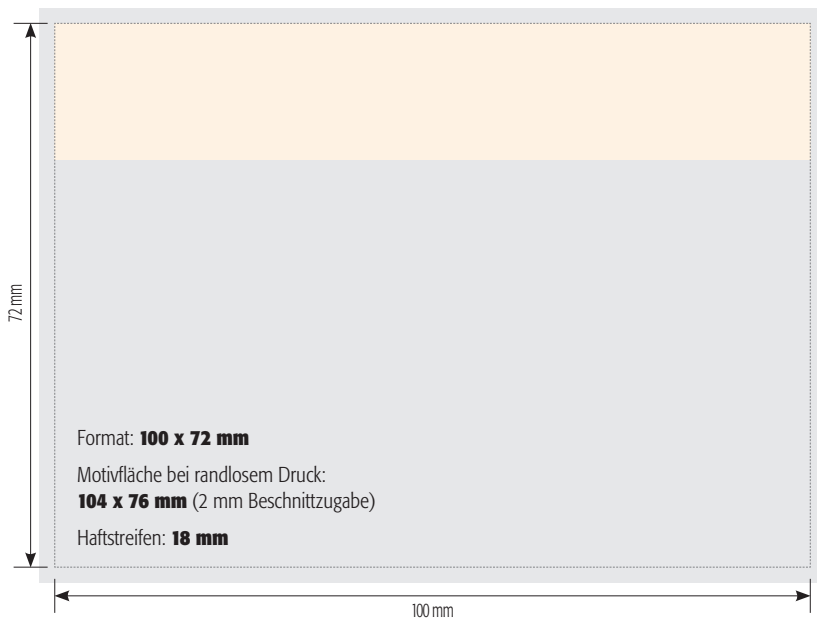 72 mm
Format: 100 x 72 mm
Motivfläche bei randlosem Druck:
104 x 76 mm (2 mm Beschnittzugabe)
Haftstreifen: 18 mm
100 mm